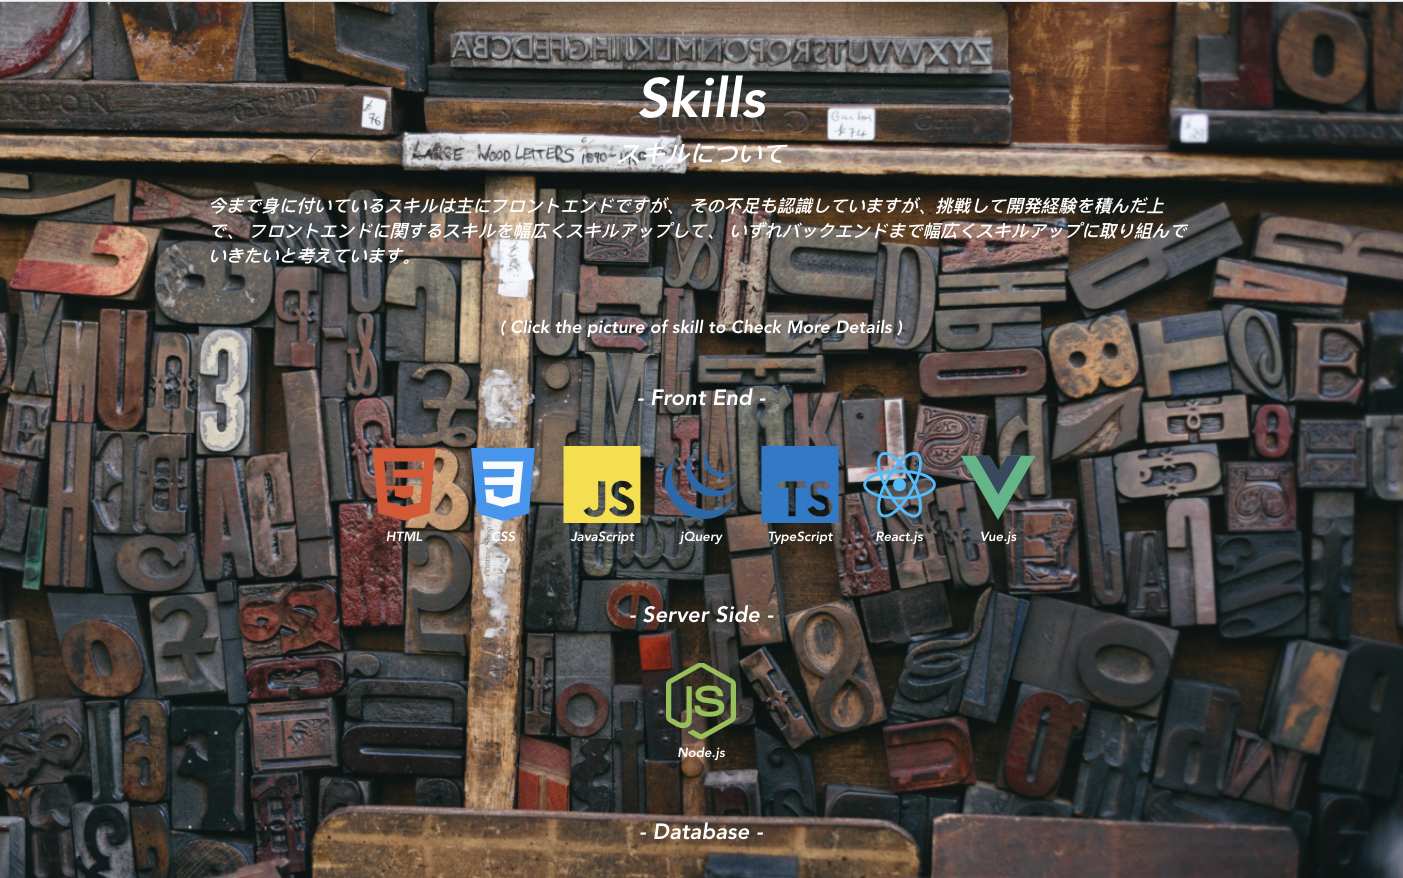 ZYXWVUTSRQPONMLKJIHGFEDCBA
Skills
LARGE WOOD LETTERS
スキルについて
今まで身に付いているスキルは主にフロントエンドですが、 その不足も認識していますが、挑戦して開発経験を積んだ上
で、 フロントエンドに関するスキルを幅広くスキルアップして、 いずれバックエンドまで幅広くスキルアップに取り組んで
いきたいと考えています。
( Click the picture of skill to Check More Details )
- Front End -
JS
TS
HTML
CSS
JavaScript
jQuery
TypeScript
React.js
Vue.js
- Server Side -
JS
Node.js
- Database -